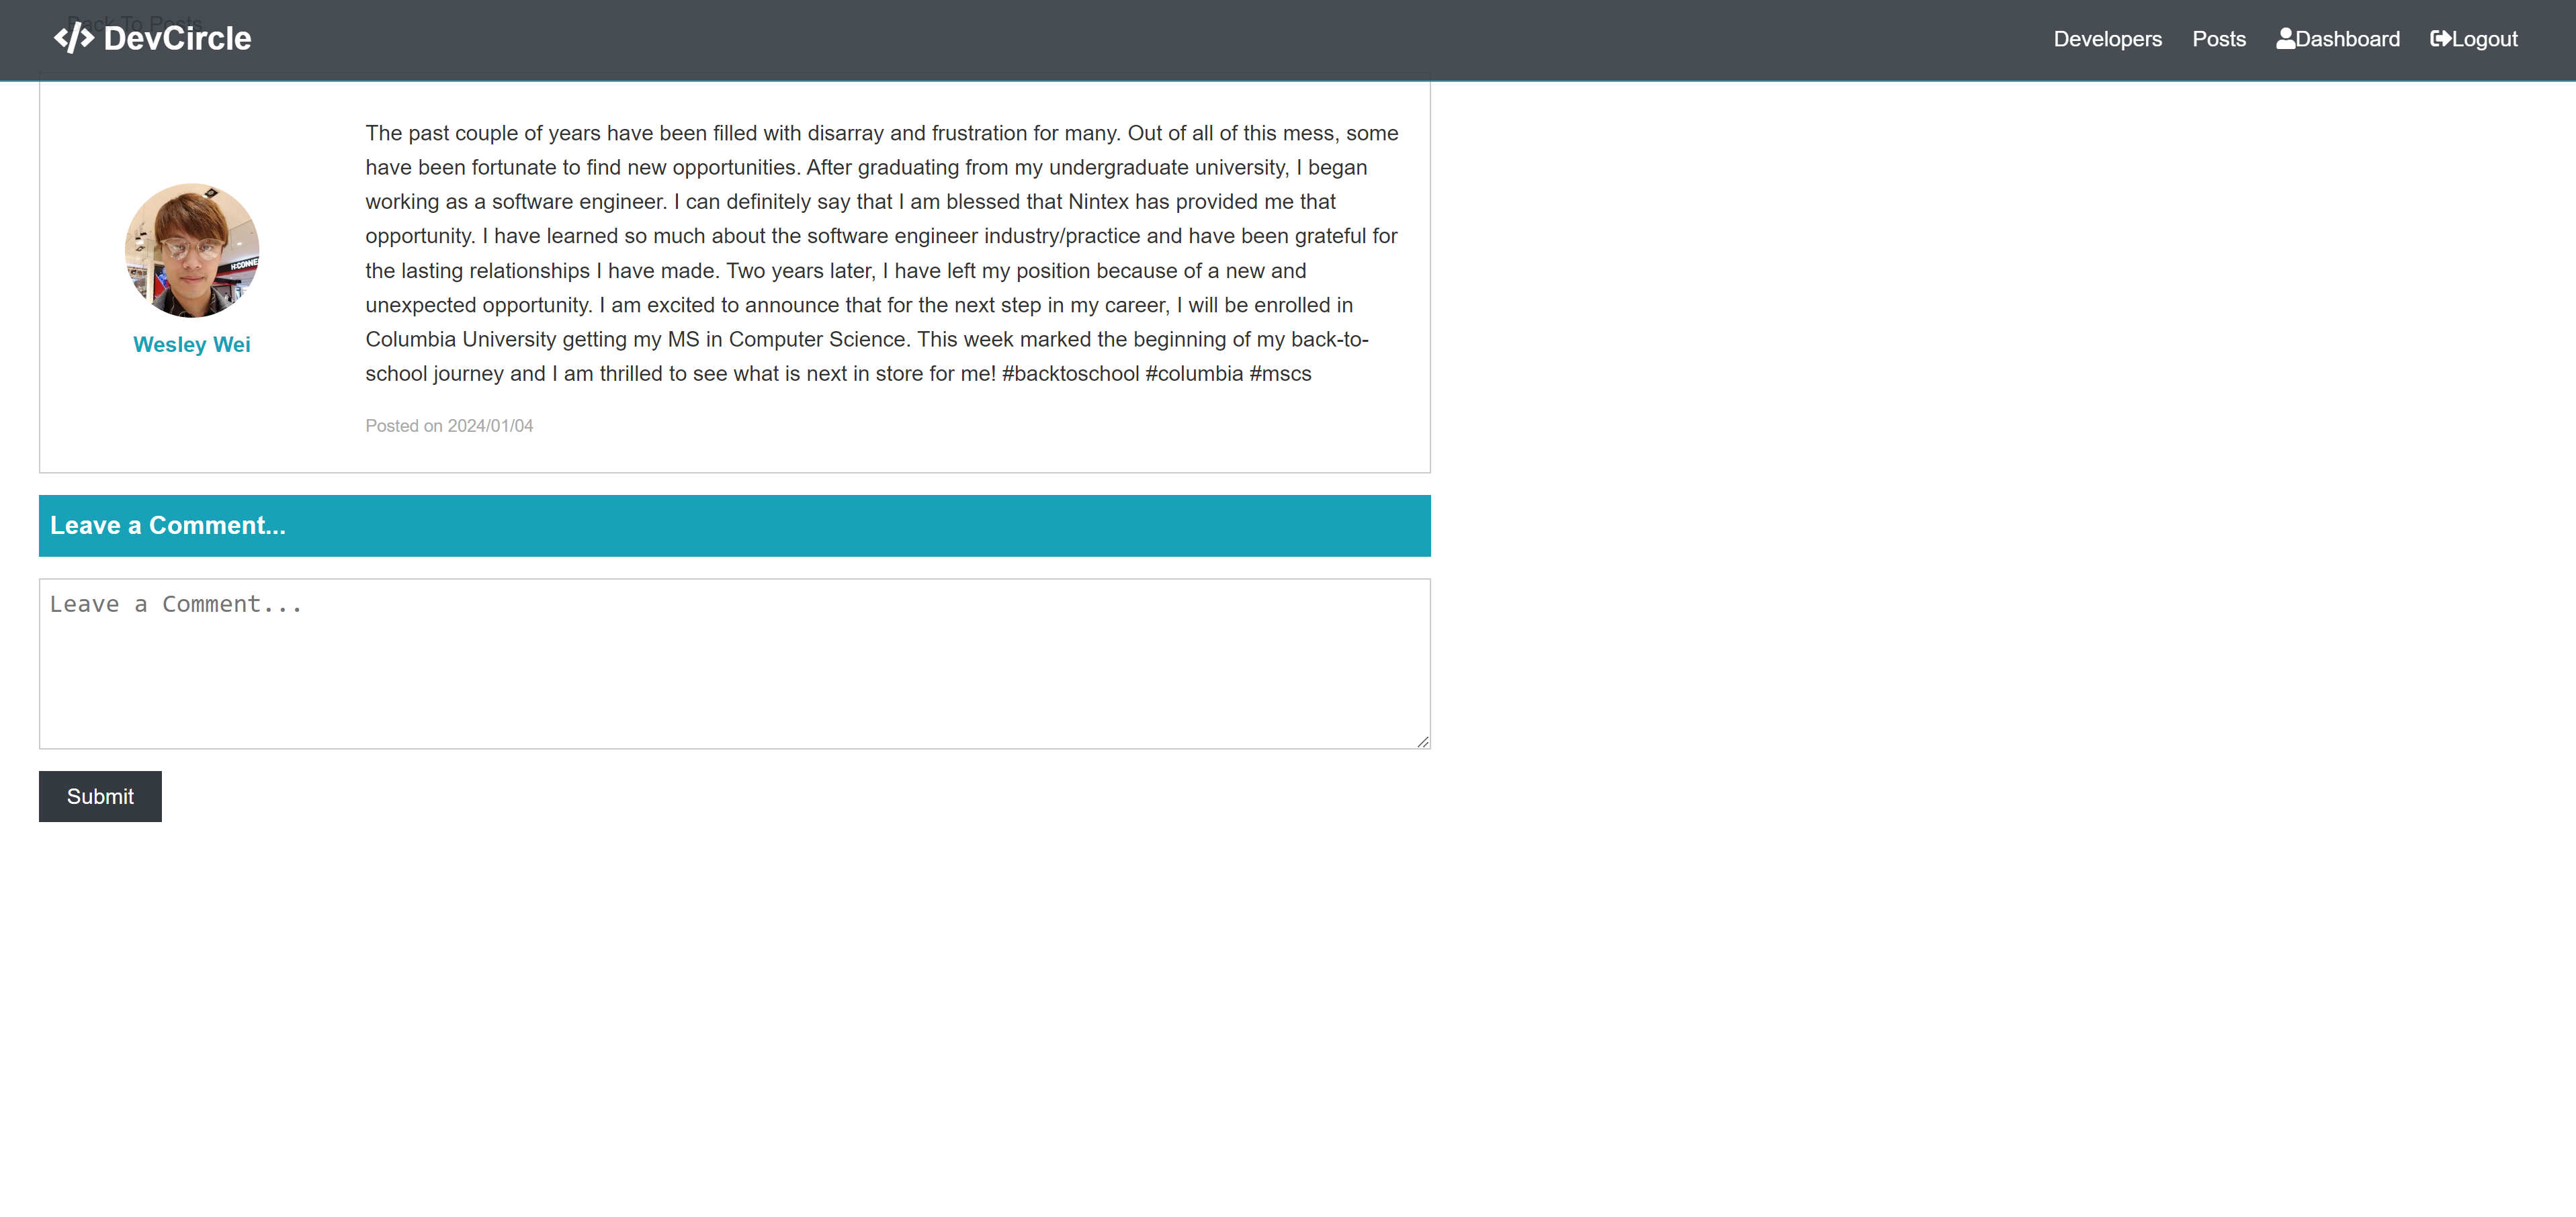 Back To Posts
DevCircle
Developers Posts Dashboard Logout
The past couple of years have been filled with disarray and frustration for many. Out of all of this mess, some
have been fortunate to find new opportunities. After graduating from my undergraduate university, I began
working as a software engineer. I can definitely say that I am blessed that Nintex has provided me that
opportunity. I have learned so much about the software engineer industry/practice and have been grateful for
the lasting relationships I have made. Two years later, I have left my position because of a new and
unexpected opportunity. I am excited to announce that for the next step in my career, I will be enrolled in
Columbia University getting my MS in Computer Science. This week marked the beginning of my back-to-
school journey and I am thrilled to see what is next in store for me! #backtoschool #columbia #mscs
Wesley Wei
Posted on 2024/01/04
Leave a Comment...
Leave a Comment...
Submit